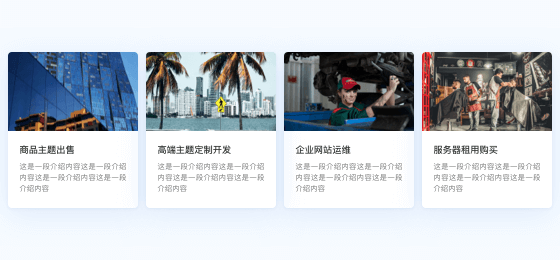 商品主题出售
这是一段介绍内容这是一段介绍
内容这是一段介绍内容这是一段
介绍内容
高端主题定制开发
这是一段介绍内容这是一段介绍
内容这是一段介绍内容这是一段
介绍内容
企业网站运维
这是一段介绍内容这是一段介绍
内容这是一段介绍内容这是一段
介绍内容
服务器租用购买
这是一段介绍内容这是一段介绍
内容这是一段介绍内容这是一段
介绍内容